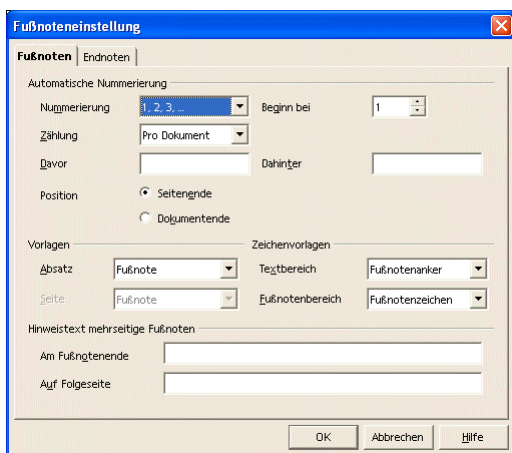 Fußnoteneinstellung
Fußnoten Endnoten
Automatische Nummerierung
Nummerierung 1, 2, 3, ... Beginn bei 1
Zählung Pro Dokument
Davor Dahinter
Position Seitenende
Dokumentende
Vorlagen Zeichenvorlagen
Absatz Fußnote Textbereich Fußnotenanker
Seite Fußnote Fußnotenbereich Fußnotenzeichen
Hinweistext mehrseitige Fußnoten
Am Fußnotenende
Auf Folgeseite
OK Abbrechen Hilfe